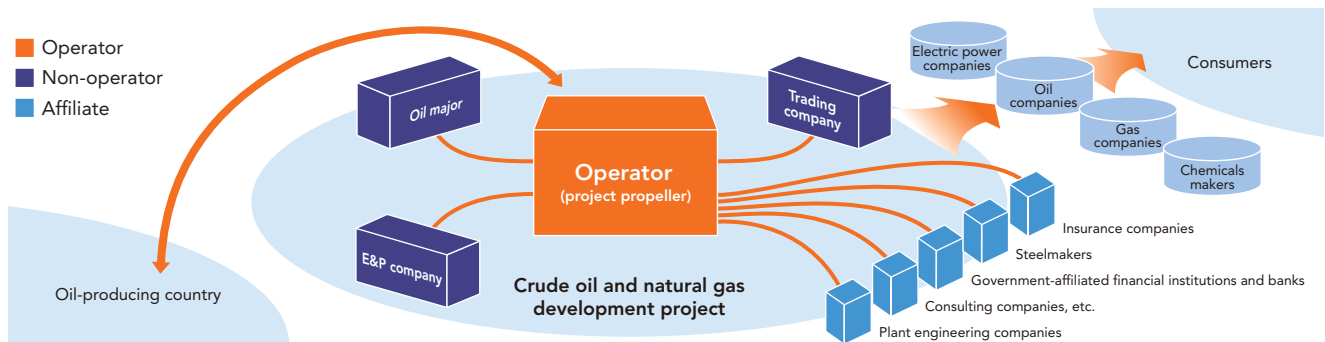 Operator
Non-operator
Affiliate
Oil major
Trading
company
Operator
(project propeller)
E&P company
Crude oil and natural gas
development project
Oil-producing country
Electric power
companies
Oil
companies
Gas
companies
Chemicals
makers
Consumers
Insurance companies
Steelmakers
Government-affiliated financial institutions and banks
Consulting companies, etc.
Plant engineering companies